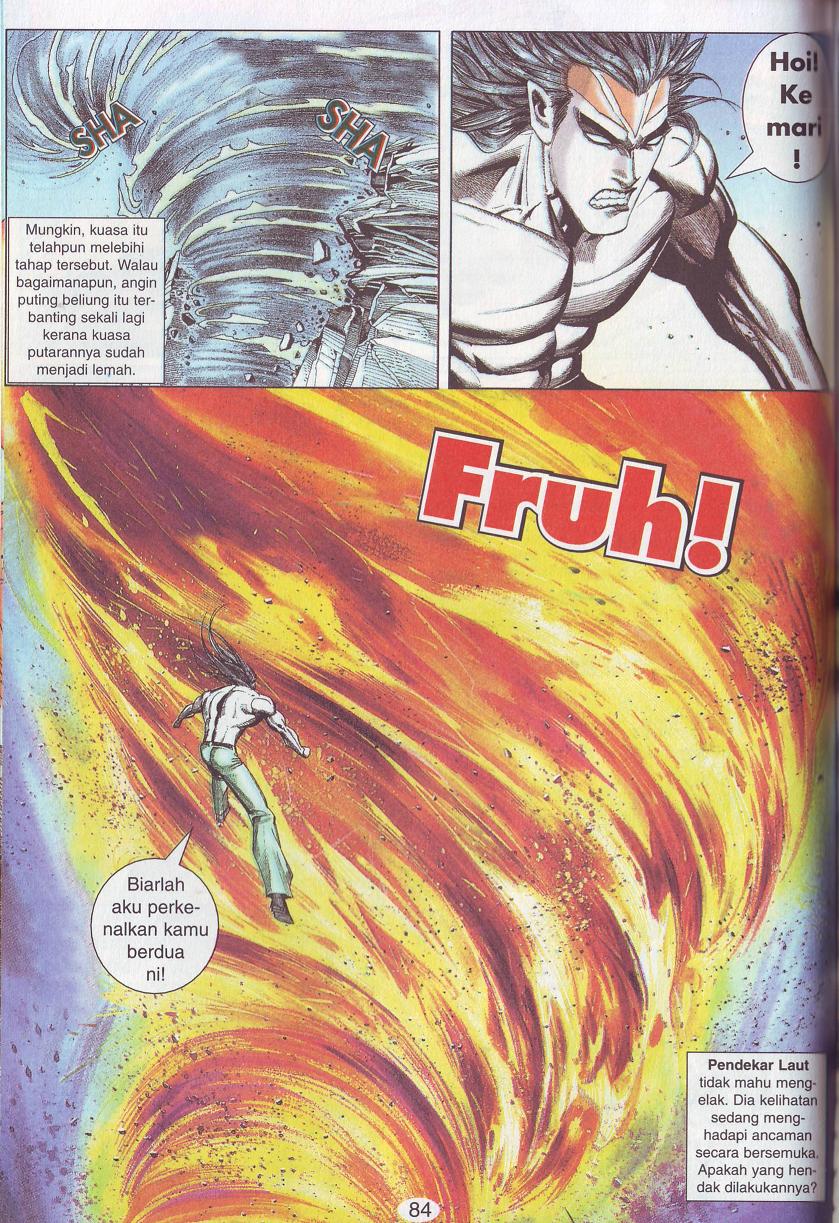 SHA
SHA
Mungkin, kuasa itu
telahpun melebihi
tahap tersebut. Walau
bagaimanapun, angin
puting beliung itu ter-
banting sekali lagi
kerana kuasa
putarannya sudah
menjadi lemah.
Hoi!
Ke
mari
!
Fruh!
Biarlah
aku perke-
nalkan kamu
berdua
ni!
Pendekar Laut
tidak mahu meng-
elak. Dia kelihatan
sedang meng-
hadapi ancaman
secara bersemuka.
Apakah yang hen-
dak dilakukannya?
84